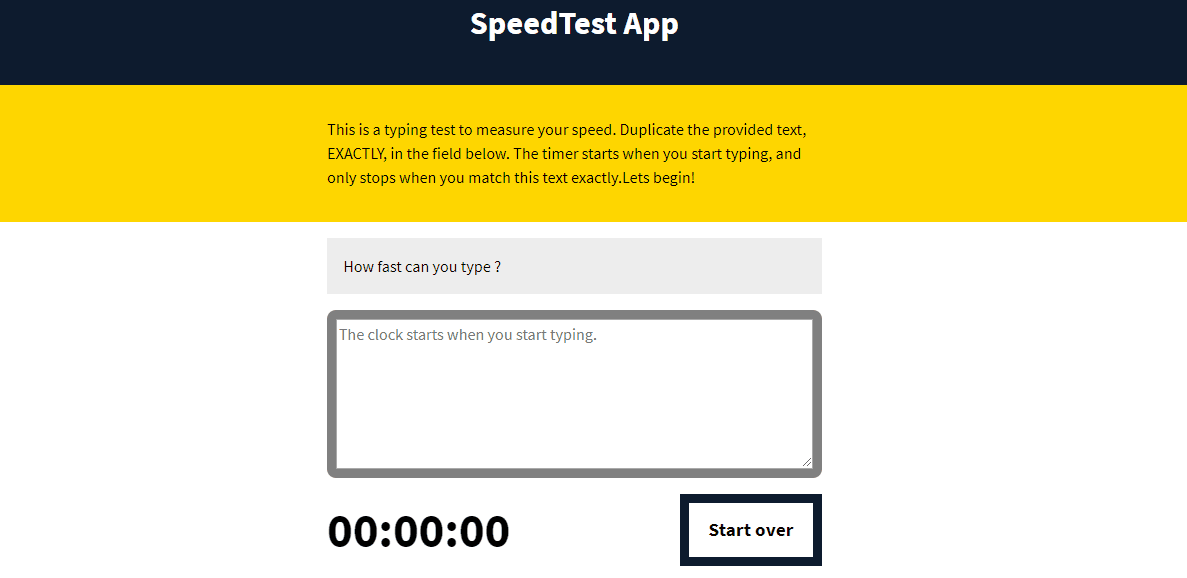 SpeedTest App
This is a typing test to measure your speed. Duplicate the provided text,
EXACTLY, in the field below. The timer starts when you start typing, and
only stops when you match this text exactly.Lets begin!
How fast can you type ?
The clock starts when you start typing.
00:00:00
Start over